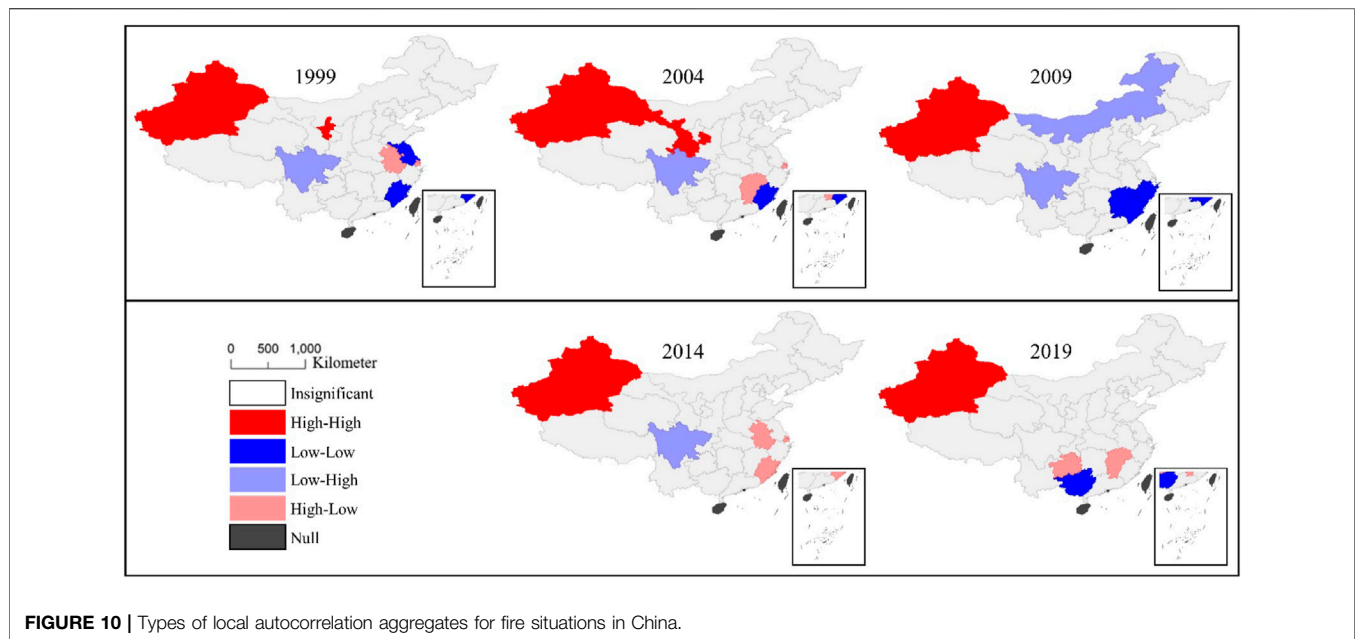 1999
2004
2009
2014
2019
0 500 1,000
Kilometer
Insignificant
High-High
Low-Low
Low-High
High-Low
Null
FIGURE 10 | Types of local autocorrelation aggregates for fire situations in China.